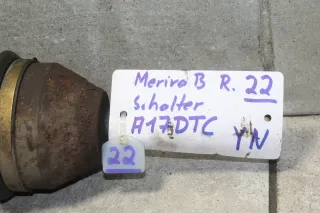 Meriva B R. 22
Schalter
A17DTC
YN
22